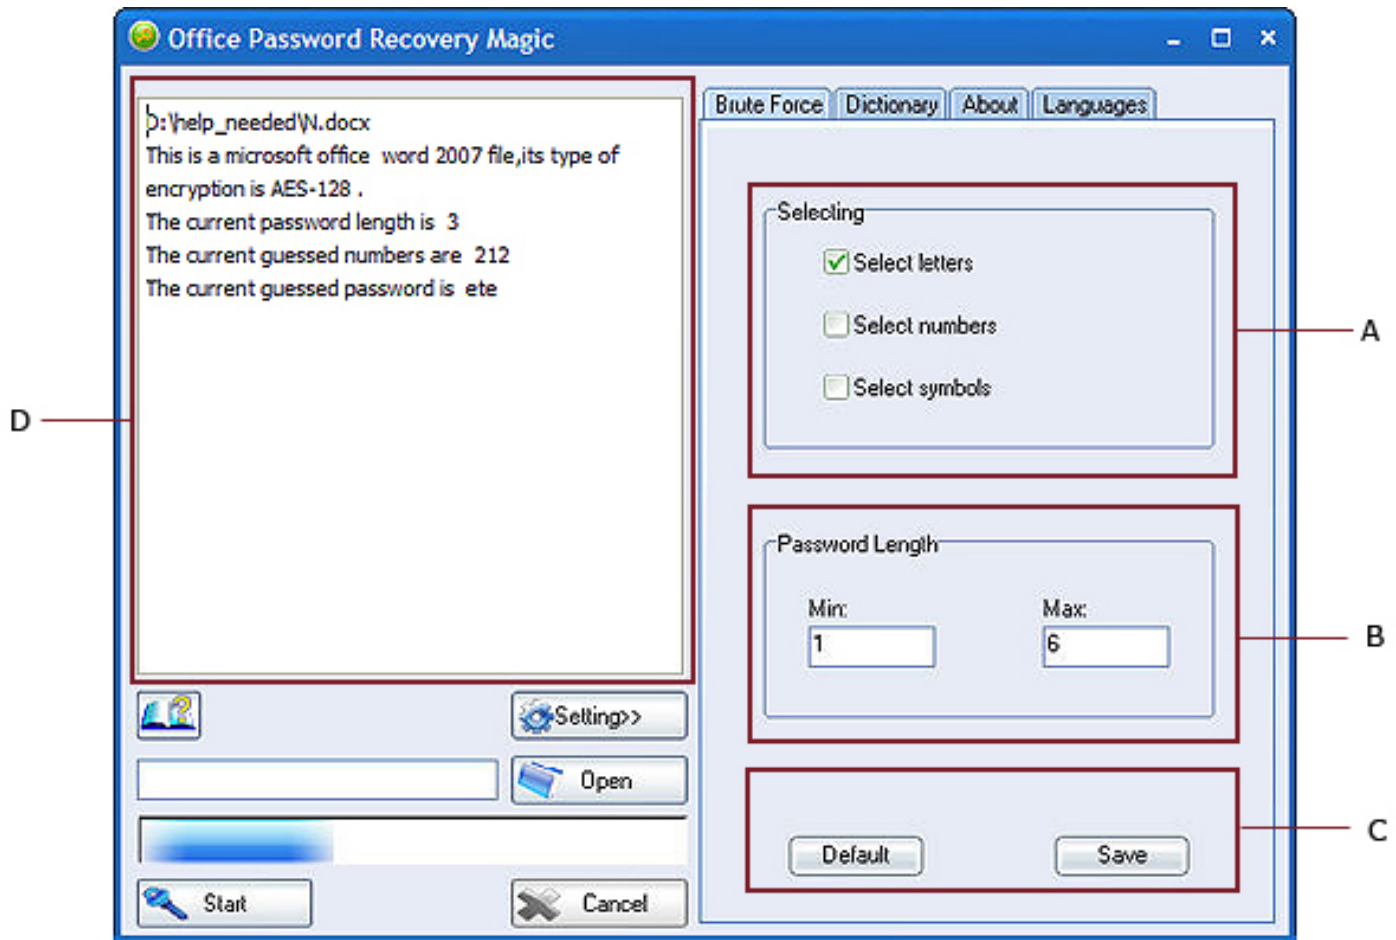 Office Password Recovery Magic
D:\help_needed\N.docx
This is a microsoft office word 2007 file,its type of
encryption is AES-128 .
The current password length is 3
The current guessed numbers are 212
The current guessed password is ete
D
Setting>>
Open
Start
Cancel
Brute Force Dictionary About Languages
Selecting
Select letters
Select numbers
Select symbols
A
Password Length
Min: Max:
1 6
B
Default Save
C